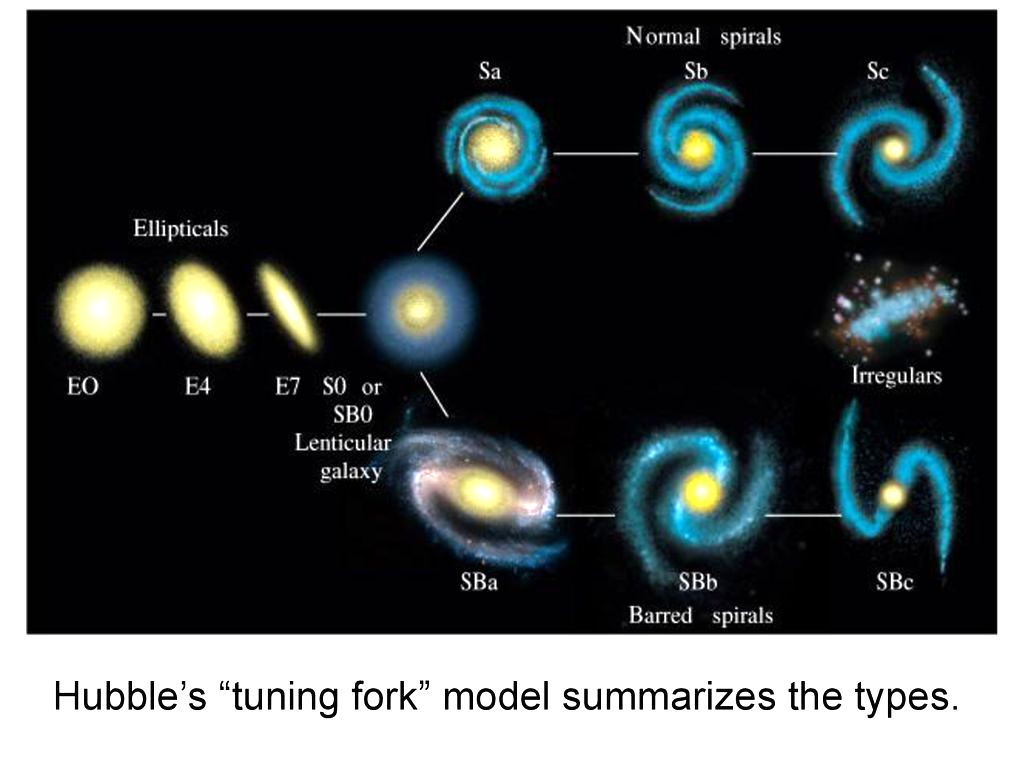 Normal spirals
Sa
Sb
Sc
Ellipticals
EO
E4
E7
S0 or
SB0
Lenticular
galaxy
Irregulars
SBa
SBb
SBc
Barred spirals
Hubble’s “tuning fork” model summarizes the types.